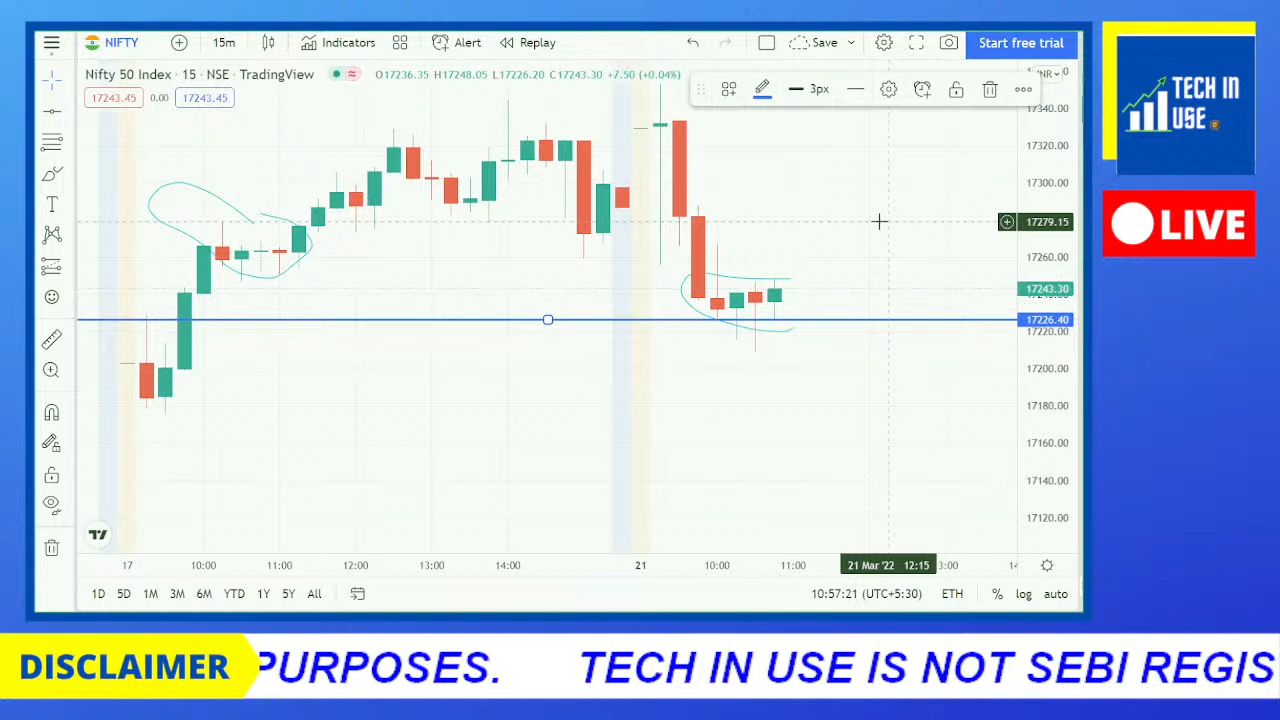 NIFTY 15m Indicators Alert Replay Save Start free trial
Nifty 50 Index · 15 · NSE · TradingView O17236.35 H17248.05 L17226.20 C17243.30 +7.50 (+0.04%)
17243.45 0.00 17243.45
3px
17340.00
17320.00
17300.00
17279.15
17260.00
17243.30
17226.40
17220.00
17200.00
17180.00
17160.00
17140.00
17120.00
17 10:00 11:00 12:00 13:00 14:00 21 10:00 11:00 21 Mar '22 12:15 3:00 14
1D 5D 1M 3M 6M YTD 1Y 5Y All 10:57:21 (UTC+5:30) ETH % log auto
TECH IN
USE
LIVE
DISCLAIMER PURPOSES. TECH IN USE IS NOT SEBI REGIS